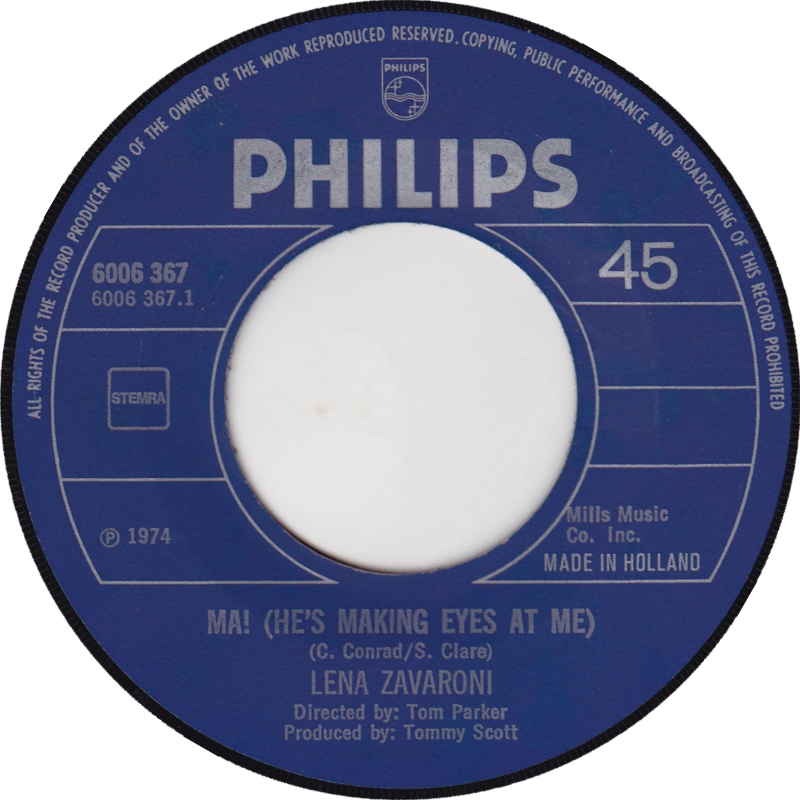 ALL RIGHTS OF THE RECORD PRODUCER AND OF THE OWNER OF THE WORK REPRODUCED RESERVED. COPYING, PUBLIC PERFORMANCE AND BROADCASTING OF THIS RECORD PROHIBITED
PHILIPS
PHILIPS
6006 367
6006 367.1
45
STEMRA
Ⓟ 1974
Mills Music
Co. Inc.
MADE IN HOLLAND
MA! (HE'S MAKING EYES AT ME)
(C. Conrad/S. Clare)
LENA ZAVARONI
Directed by: Tom Parker
Produced by: Tommy Scott